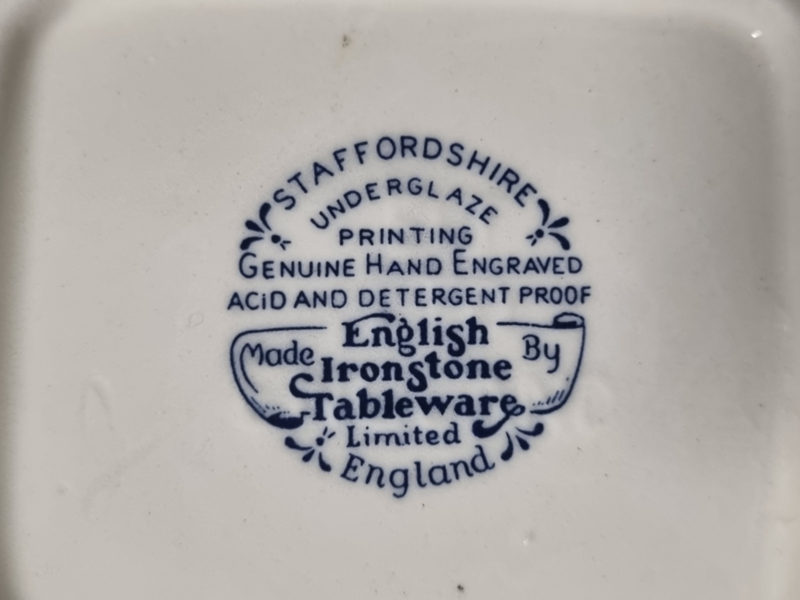 STAFFORDSHIRE
UNDERGLAZE
PRINTING
GENUINE HAND ENGRAVED
ACiD AND DETERGENT PROOF
Made English By
Ironstone
Tableware
Limited
England